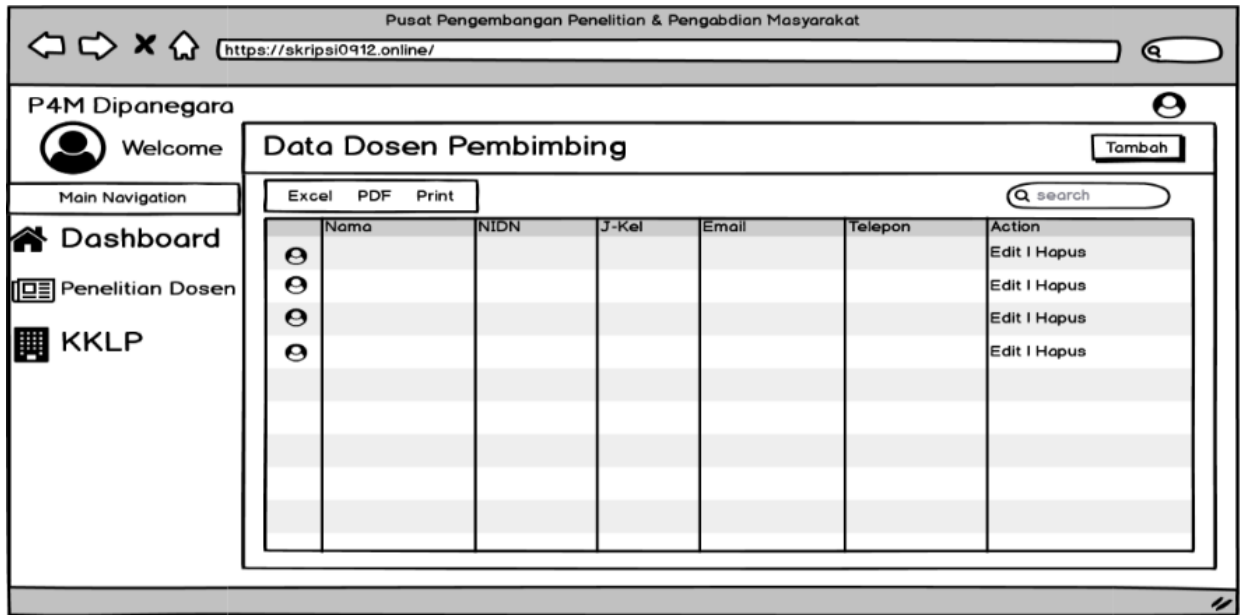 Pusat Pengembangan Penelitian & Pengabdian Masyarakat
https://skripsi0912.online/
P4M Dipanegara
Welcome
Main Navigation
Dashboard
Penelitian Dosen
KKLP
Data Dosen Pembimbing
Tambah
Excel PDF Print
search
Nama NIDN J-Kel Email Telepon Action
Edit | Hapus
Edit | Hapus
Edit | Hapus
Edit | Hapus